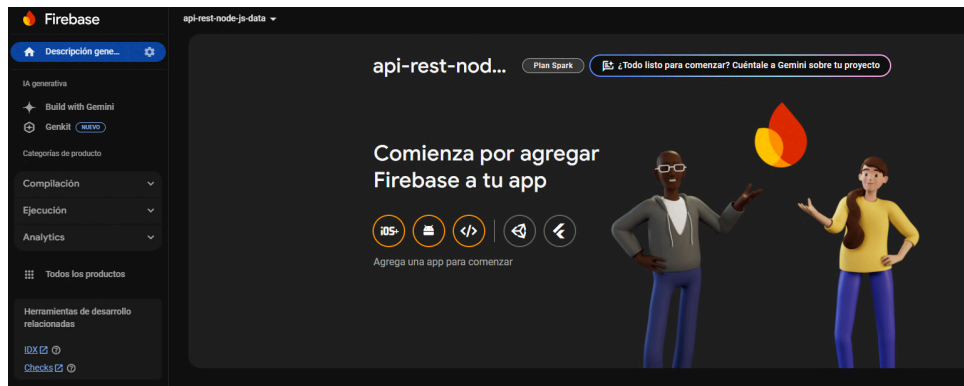 Firebase
api-rest-node-js-data
Descripción gene...
IA generativa
Build with Gemini
Genkit NUEVO
Categorías de producto
Compilación
Ejecución
Analytics
Todos los productos
Herramientas de desarrollo
relacionadas
IDX
Checks
api-rest-nod... Plan Spark ¿Todo listo para comenzar? Cuéntale a Gemini sobre tu proyecto
Comienza por agregar
Firebase a tu app
iOS+
Agrega una app para comenzar